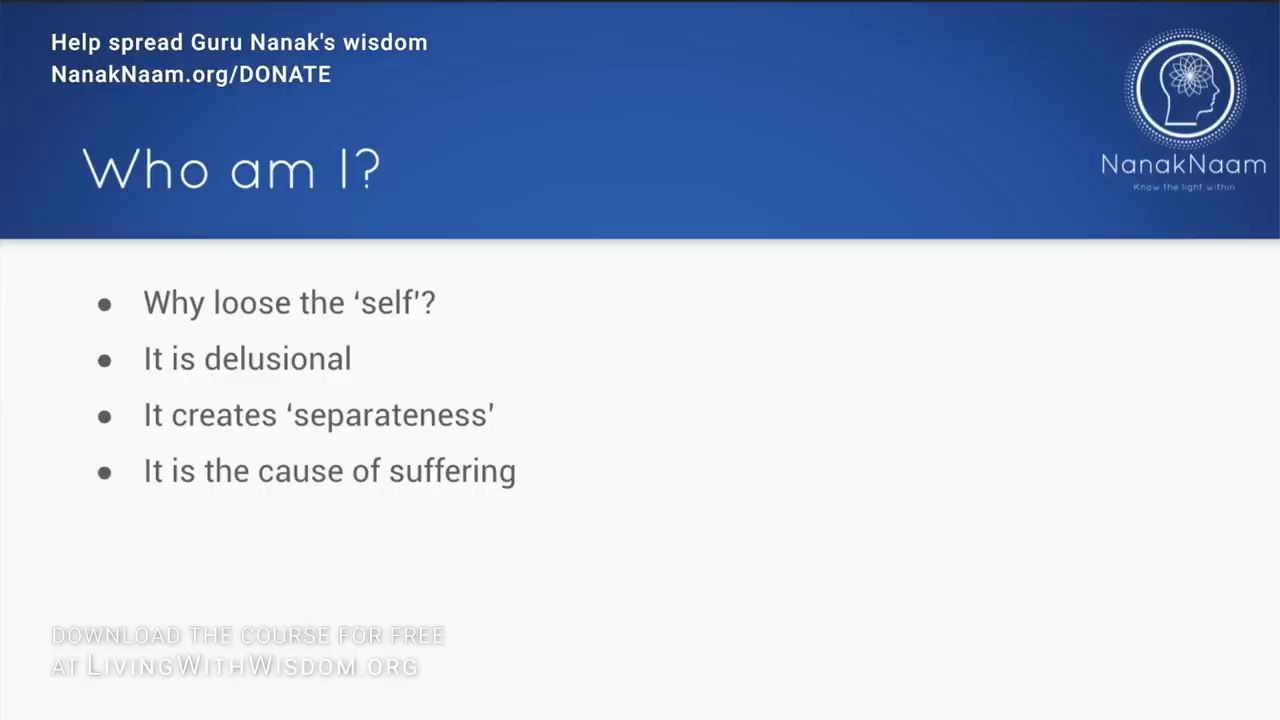 Help spread Guru Nanak's wisdom
NanakNaam.org/DONATE
NanakNaam
Know the light within
Who am I?
● Why loose the ‘self’?
● It is delusional
● It creates ‘separateness’
● It is the cause of suffering
DOWNLOAD THE COURSE FOR FREE
AT LIVINGWITHWISDOM.ORG